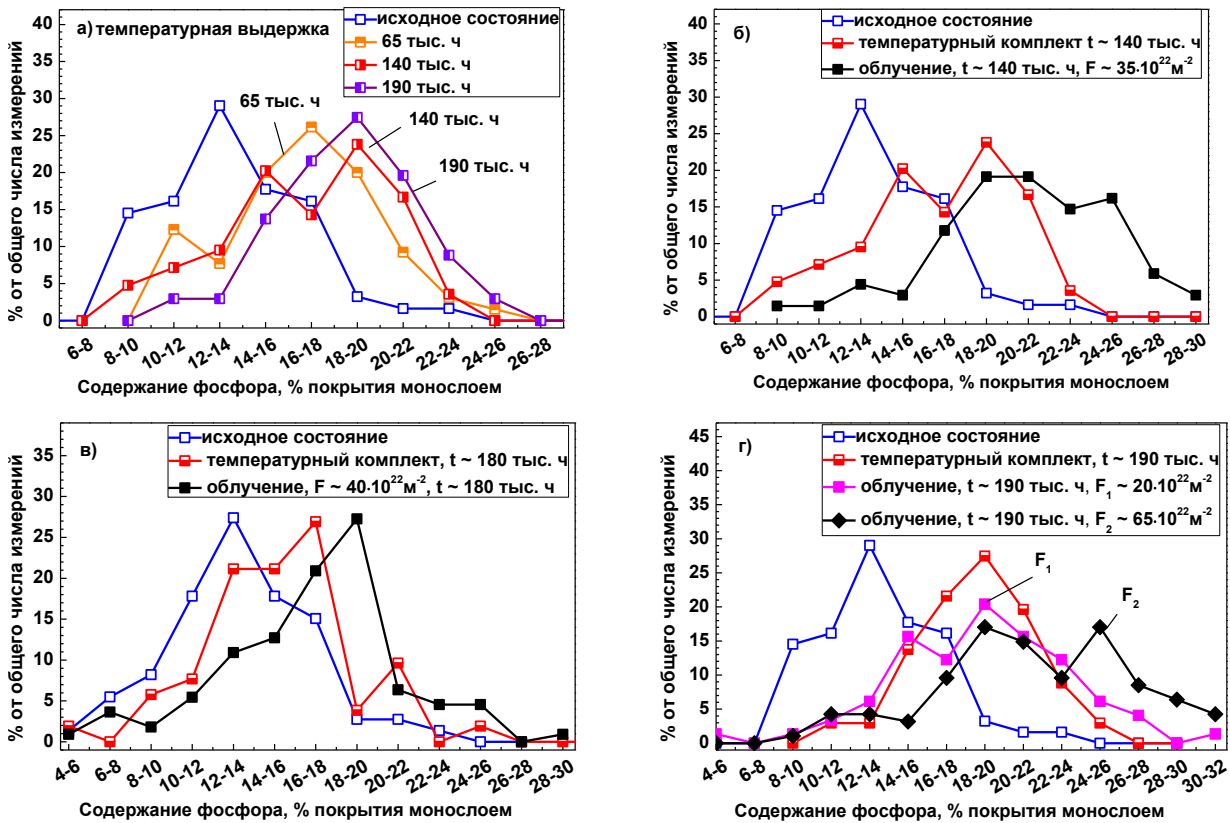 а) температурная выдержка
исходное состояние
65 тыс. ч
140 тыс. ч
190 тыс. ч
65 тыс. ч
140 тыс. ч
190 тыс. ч
% от общего числа измерений
40
35
30
25
20
15
10
5
0
6-8 8-10 10-12 12-14 14-16 16-18 18-20 20-22 22-24 24-26 26-28
Содержание фосфора, % покрытия монослоем
б)
исходное состояние
температурный комплект t ~ 140 тыс. ч
облучение, t ~ 140 тыс. ч, F ~ 35·10²²м⁻²
% от общего числа измерений
40
35
30
25
20
15
10
5
0
6-8 8-10 10-12 12-14 14-16 16-18 18-20 20-22 22-24 24-26 26-28 28-30
Содержание фосфора, % покрытия монослоем
в)
исходное состояние
температурный комплект, t ~ 180 тыс. ч
облучение, F ~ 40·10²²м⁻², t ~ 180 тыс. ч
% от общего числа измерений
35
30
25
20
15
10
5
0
4-6 6-8 8-10 10-12 12-14 14-16 16-18 18-20 20-22 22-24 24-26 26-28 28-30
Содержание фосфора, % покрытия монослоем
г)
исходное состояние
температурный комплект, t ~ 190 тыс. ч
облучение, t ~ 190 тыс. ч, F₁ ~ 20·10²²м⁻²
облучение, t ~ 190 тыс. ч, F₂ ~ 65·10²²м⁻²
F₁
F₂
% от общего числа измерений
45
40
35
30
25
20
15
10
5
0
4-6 6-8 8-10 10-12 12-14 14-16 16-18 18-20 20-22 22-24 24-26 26-28 28-30 30-32
Содержание фосфора, % покрытия монослоем